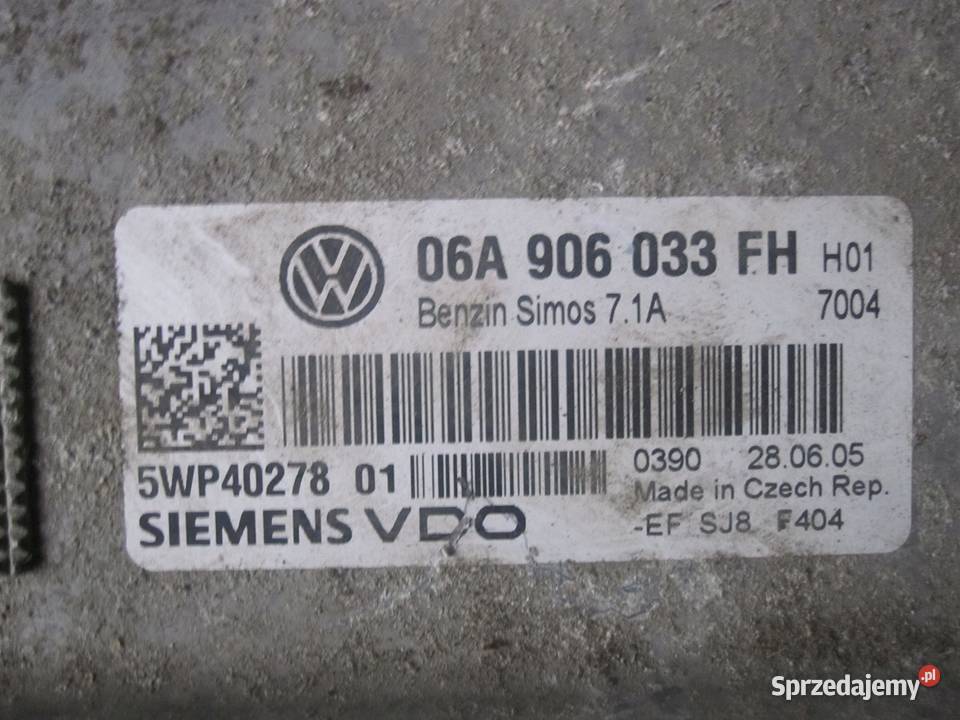 06A 906 033 FH H01
Benzin Simos 7.1A 7004
5WP40278 01
0390 28.06.05
Made in Czech Rep.
SIEMENS VDO
-EF SJ8 F404
Sprzedajemy.pl